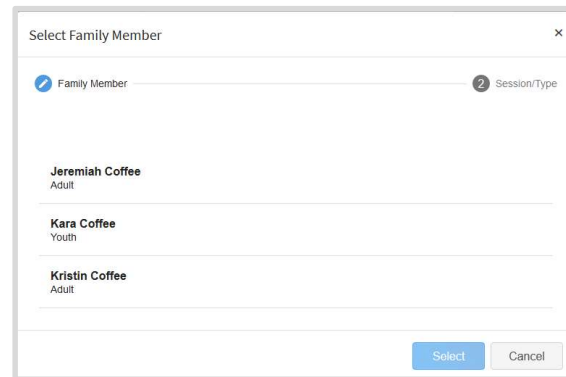 Select Family Member
×
Family Member
2 Session/Type
Jeremiah Coffee
Adult
Kara Coffee
Youth
Kristin Coffee
Adult
Select Cancel